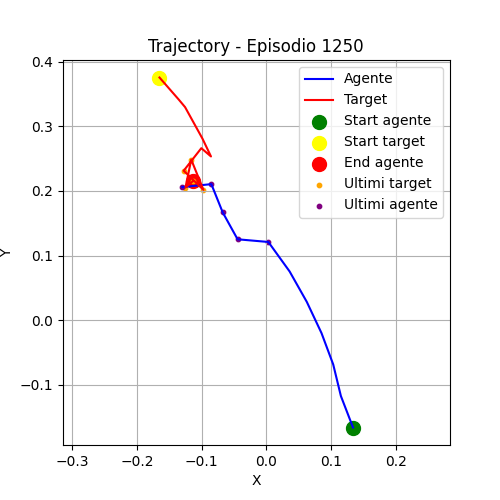 Trajectory - Episodio 1250
Agente
Target
Start agente
Start target
End agente
Ultimi target
Ultimi agente
0.4
0.3
0.2
0.1
0.0
−0.1
Y
−0.3
−0.2
−0.1
0.0
0.1
0.2
X